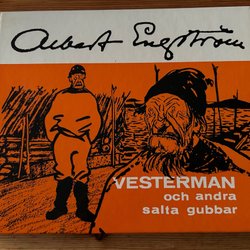 Albert Engström
VESTERMAN
och andra
salta gubbar